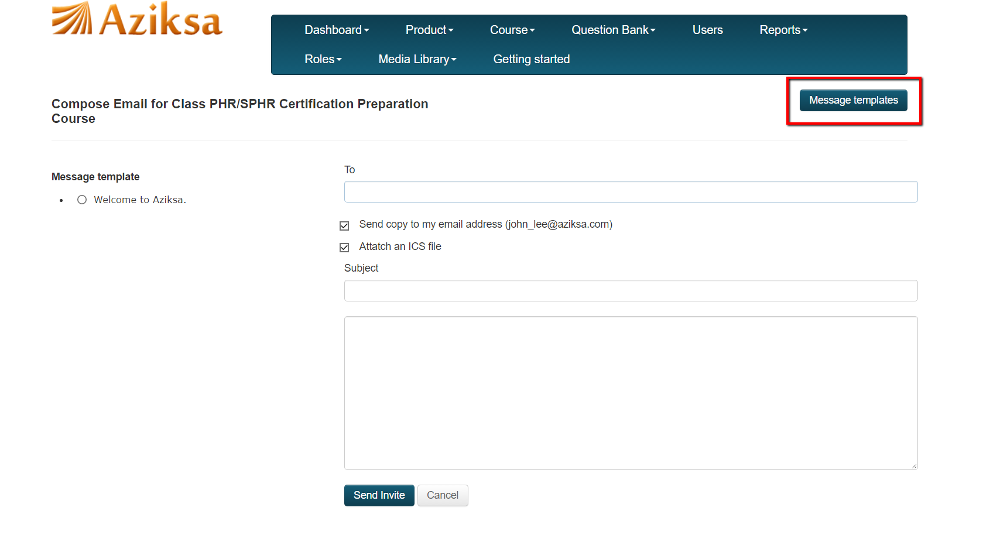 Aziksa
Dashboard Product Course Question Bank Users Reports
Roles Media Library Getting started
Message templates
Compose Email for Class PHR/SPHR Certification Preparation
Course
Message template
Welcome to Aziksa.
To
Send copy to my email address (john_lee@aziksa.com)
Attatch an ICS file
Subject
Send Invite Cancel